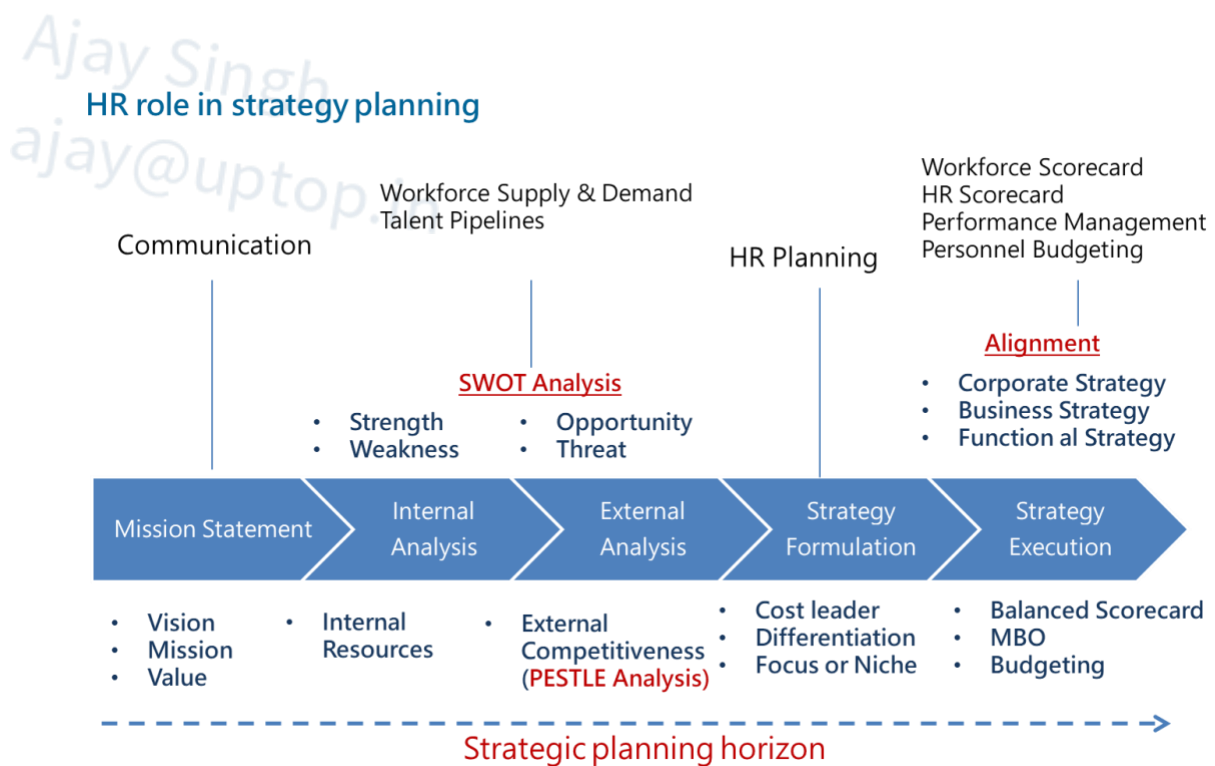 Ajay Singh
HR role in strategy planning
ajay@uptop.in
Workforce Supply & Demand
Talent Pipelines
Communication
HR Planning
Workforce Scorecard
HR Scorecard
Performance Management
Personnel Budgeting
SWOT Analysis
• Strength
• Weakness
• Opportunity
• Threat
Alignment
• Corporate Strategy
• Business Strategy
• Function al Strategy
Mission Statement
Internal
Analysis
External
Analysis
Strategy
Formulation
Strategy
Execution
• Vision
• Mission
• Value
• Internal
Resources
• External
Competitiveness
(PESTLE Analysis)
• Cost leader
• Differentiation
• Focus or Niche
• Balanced Scorecard
• MBO
• Budgeting
Strategic planning horizon